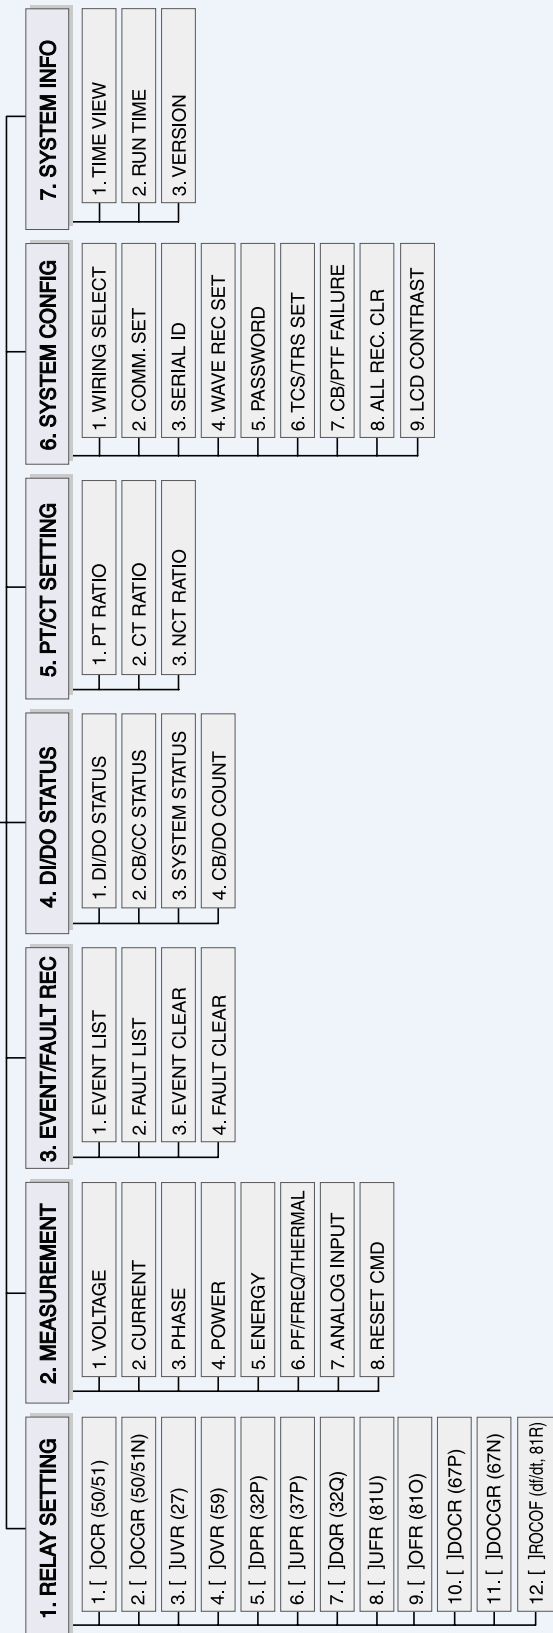 1. RELAY SETTING
1. [ ]OCR (50/51)
2. [ ]OCGR (50/51N)
3. [ ]UVR (27)
4. [ ]OVR (59)
5. [ ]DPR (32P)
6. [ ]UPR (37P)
7. [ ]DQR (32Q)
8. [ ]UFR (81U)
9. [ ]OFR (81O)
10. [ ]DOCR (67P)
11. [ ]DOCGR (67N)
12. [ ]ROCOF (df/dt, 81R)
2. MEASUREMENT
1. VOLTAGE
2. CURRENT
3. PHASE
4. POWER
5. ENERGY
6. PF/FREQ/THERMAL
7. ANALOG INPUT
8. RESET CMD
3. EVENT/FAULT REC
1. EVENT LIST
2. FAULT LIST
3. EVENT CLEAR
4. FAULT CLEAR
4. DI/DO STATUS
1. DI/DO STATUS
2. CB/CC STATUS
3. SYSTEM STATUS
4. CB/DO COUNT
5. PT/CT SETTING
1. PT RATIO
2. CT RATIO
3. NCT RATIO
6. SYSTEM CONFIG
1. WIRING SELECT
2. COMM. SET
3. SERIAL ID
4. WAVE REC SET
5. PASSWORD
6. TCS/TRS SET
7. CB/PTF FAILURE
8. ALL REC. CLR
9. LCD CONTRAST
7. SYSTEM INFO
1. TIME VIEW
2. RUN TIME
3. VERSION